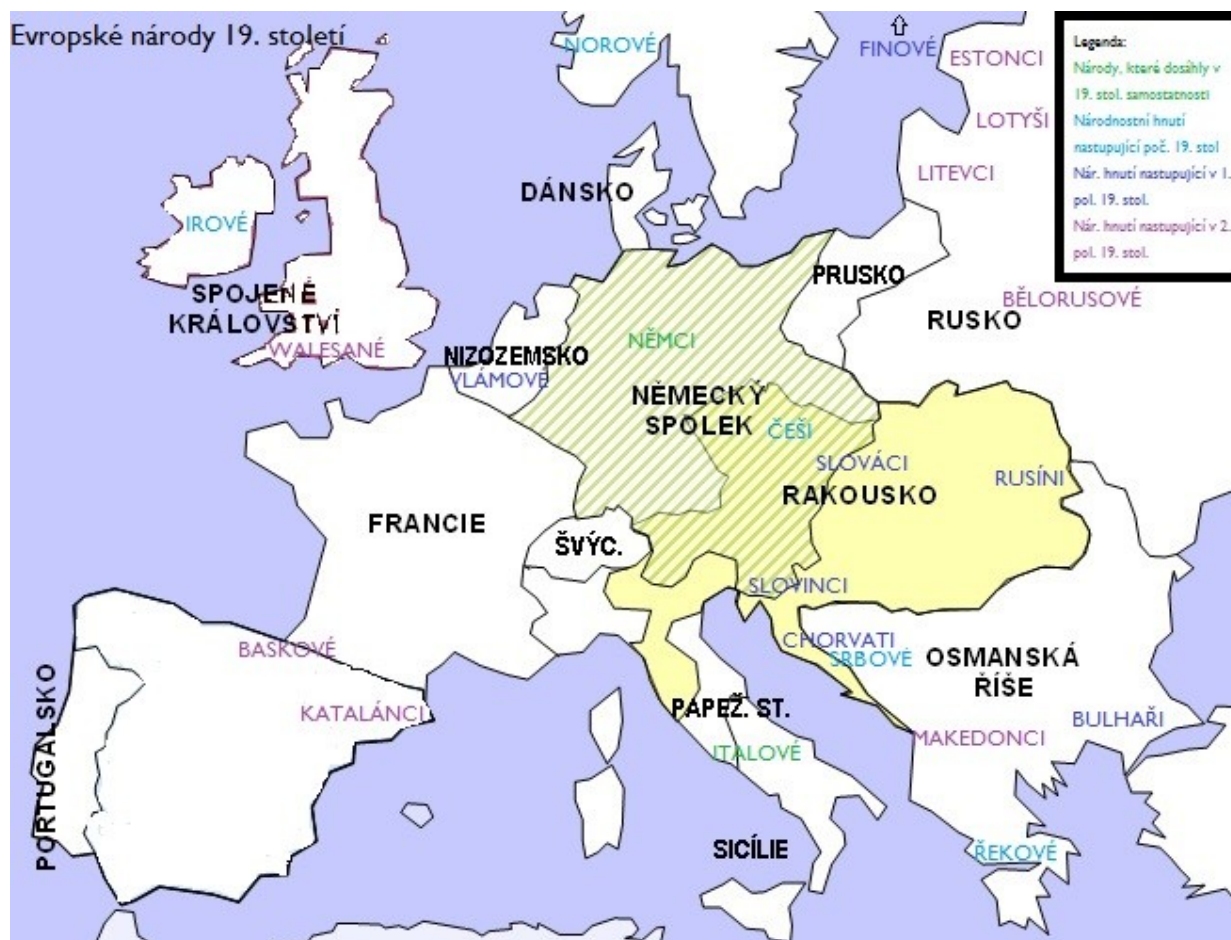 Evropské národy 19. století
Legenda:
Národy, které dosáhly v
19. stol. samostatnosti
Národnostní hnutí
nastupující poč. 19. stol
Nár. hnutí nastupující v 1.
pol. 19. stol.
Nár. hnutí nastupující v 2.
pol. 19. stol.
NOROVÉ
FINOVÉ
ESTONCI
LOTYŠI
LITEVCI
DÁNSKO
IROVÉ
SPOJENÉ
KRÁLOVSTVÍ
WALESANÉ
PRUSKO
BĚLORUSOVÉ
RUSKO
NĚMCI
NIZOZEMSKO
VLÁMOVÉ
NĚMECKÝ
SPOLEK
ČEŠI
SLOVÁCI
RUSÍNI
RAKOUSKO
FRANCIE
ŠVÝC.
SLOVINCI
BASKOVÉ
CHORVATI
SRBOVÉ
OSMANSKÁ
ŘÍŠE
PORTUGALSKO
KATALÁNCI
PAPEŽ. ST.
BULHAŘI
MAKEDONCI
ITALOVÉ
SICÍLIE
ŘEKOVÉ